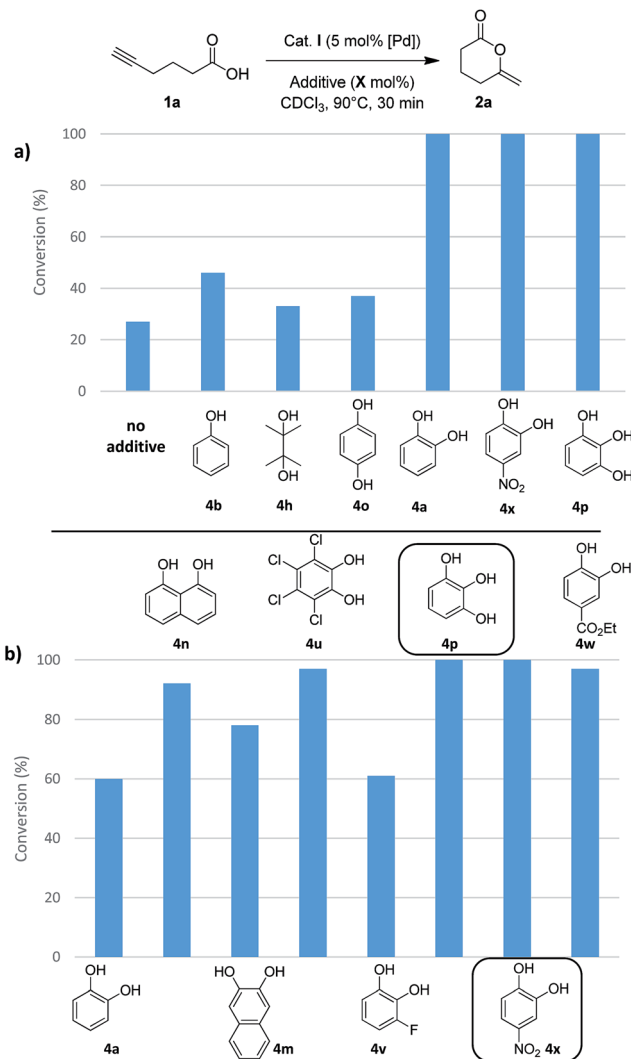 Cat. I (5 mol% [Pd])
Additive (X mol%)
CDCl3, 90°C, 30 min
O
OH
1a
O
O
2a
a)
Conversion (%)
100
80
60
40
20
0
no additive
OH
4b
OH
OH
4h
OH
OH
4o
OH
OH
4a
OH
OH
NO2
4x
OH
OH
OH
4p
OH OH
4n
Cl
Cl
Cl
Cl
OH
OH
4u
OH
OH
OH
4p
OH
OH
CO2Et
4w
b)
Conversion (%)
100
80
60
40
20
0
OH
OH
4a
HO OH
4m
OH
OH
F
4v
OH
OH
NO2 4x